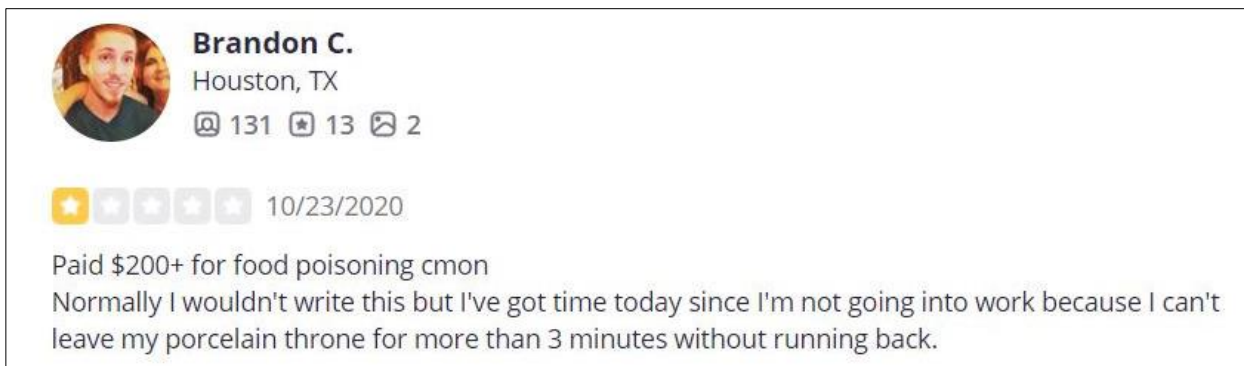 Brandon C.
Houston, TX
131 13 2
10/23/2020
Paid $200+ for food poisoning cmon
Normally I wouldn't write this but I've got time today since I'm not going into work because I can't
leave my porcelain throne for more than 3 minutes without running back.